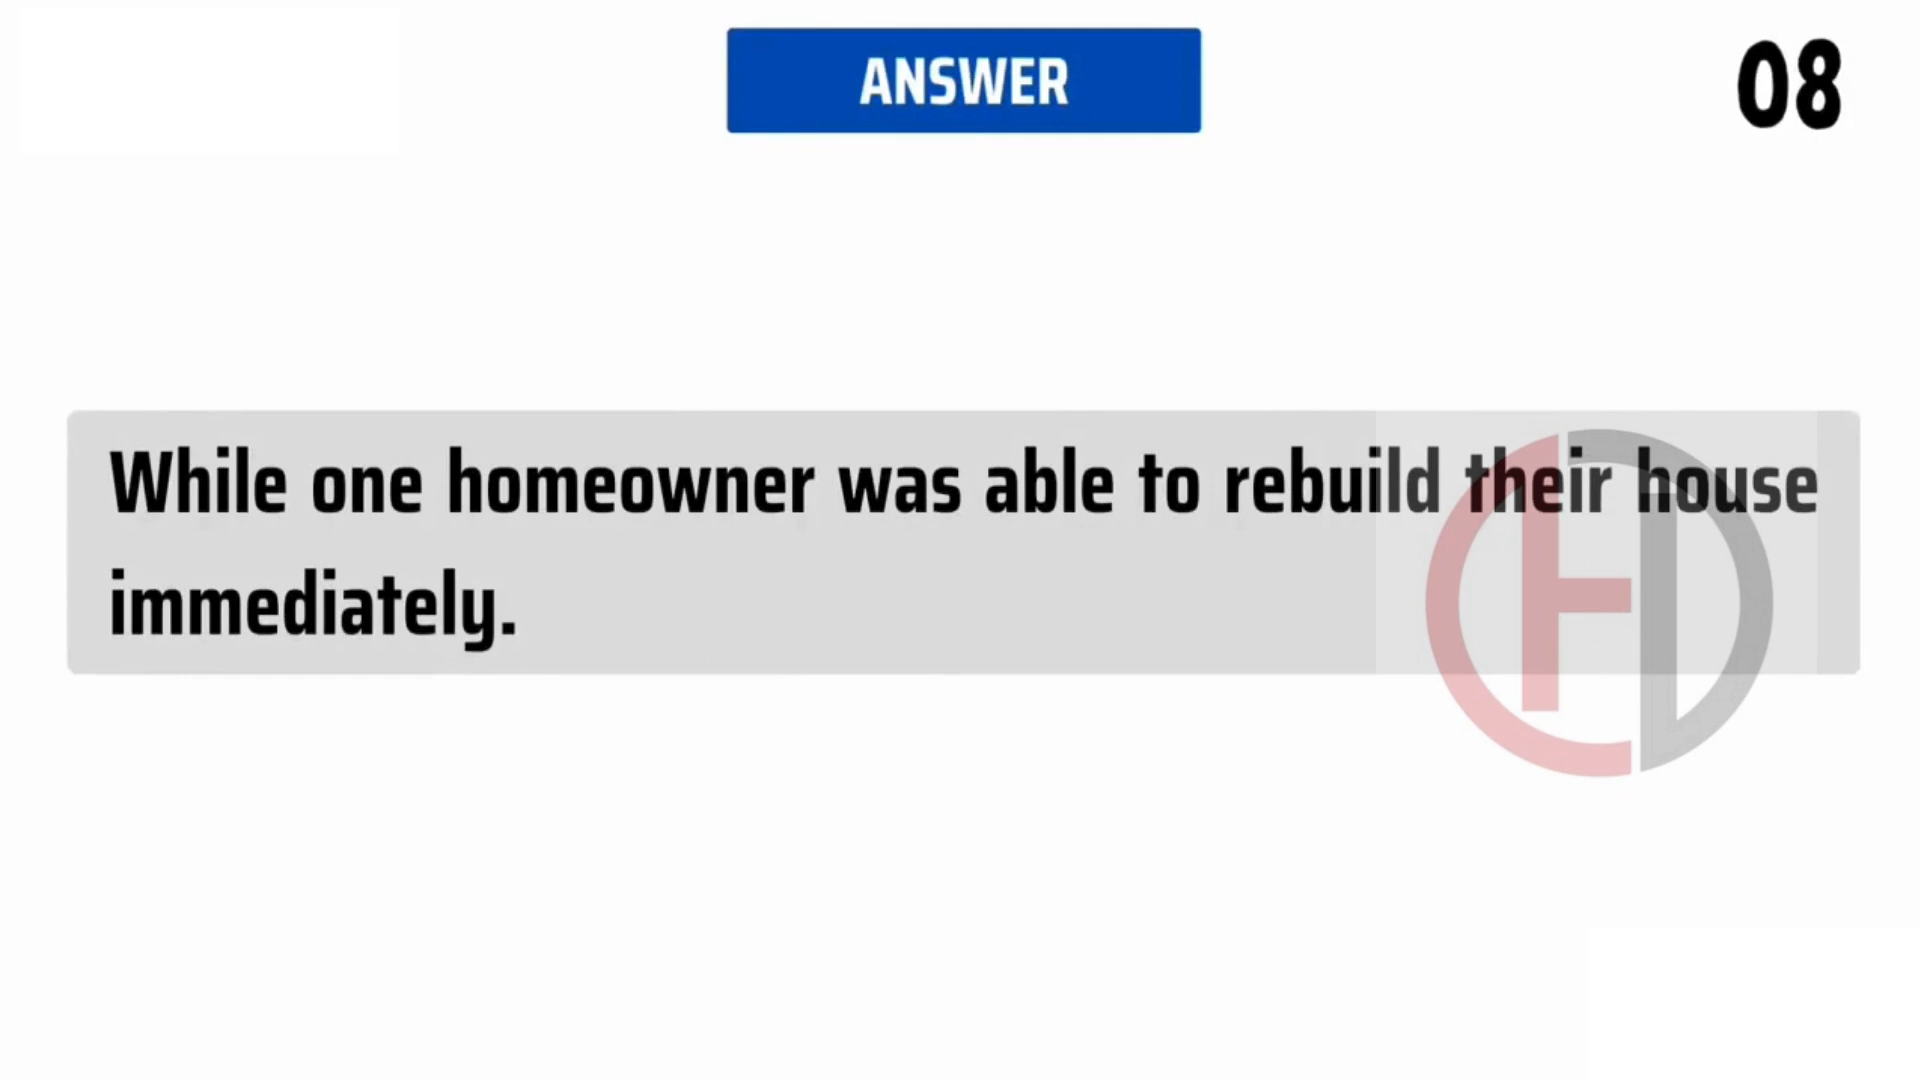 ANSWER
08
While one homeowner was able to rebuild their house
immediately.